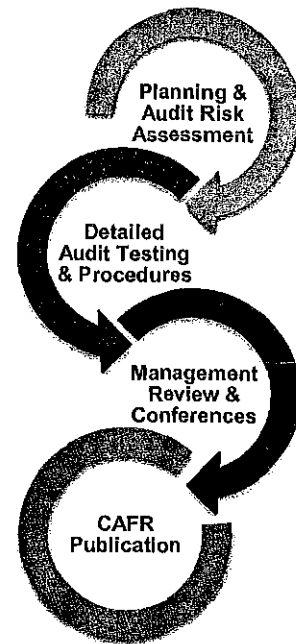 Planning &
Audit Risk
Assessment
Detailed
Audit Testing
& Procedures
Management
Review &
Conferences
CAFR
Publication